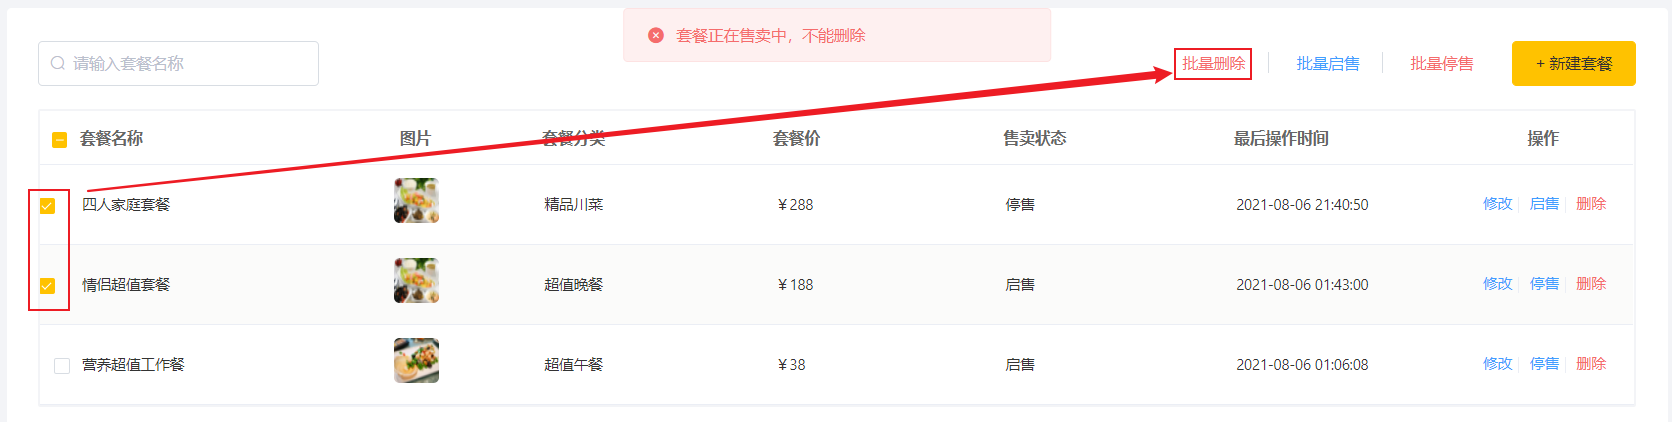 套餐正在售卖中，不能删除
请输入套餐名称
批量删除 批量启售 批量停售 + 新建套餐
套餐名称 图片 套餐分类 套餐价 售卖状态 最后操作时间 操作
四人家庭套餐 精品川菜 ￥288 停售 2021-08-06 21:40:50 修改 启售 删除
情侣超值套餐 超值晚餐 ￥188 启售 2021-08-06 01:43:00 修改 停售 删除
营养超值工作餐 超值午餐 ￥38 启售 2021-08-06 01:06:08 修改 停售 删除